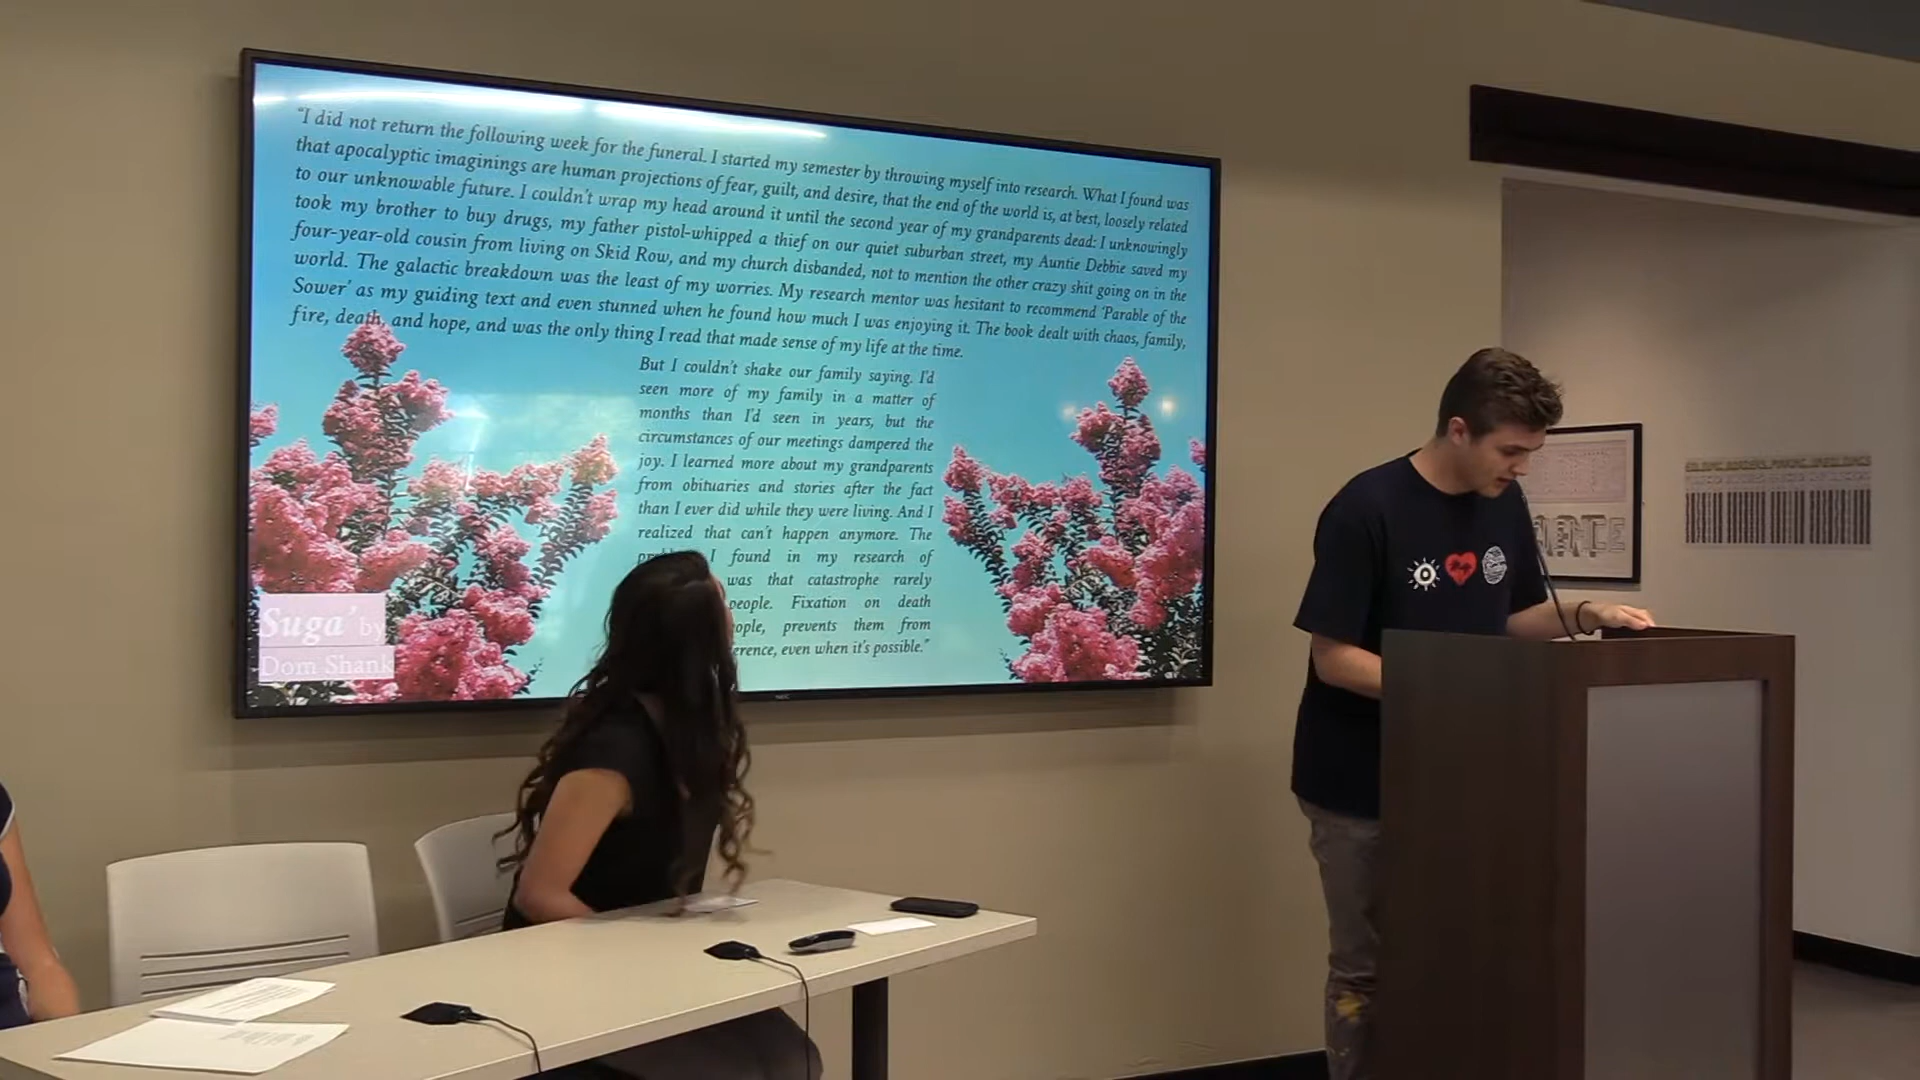 “I did not return the following week for the funeral. I started my semester by throwing myself into research. What I found was
that apocalyptic imaginings are human projections of fear, guilt, and desire, that the end of the world is, at best, loosely related
to our unknowable future. I couldn't wrap my head around it until the second year of my grandparents dead: I unknowingly
took my brother to buy drugs, my father pistol-whipped a thief on our quiet suburban street, my Auntie Debbie saved my
four-year-old cousin from living on Skid Row, and my church disbanded, not to mention the other crazy shit going on in the
world. The galactic breakdown was the least of my worries. My research mentor was hesitant to recommend ‘Parable of the
Sower’ as my guiding text and even stunned when he found how much I was enjoying it. The book dealt with chaos, family,
fire, death, and hope, and was the only thing I read that made sense of my life at the time.
But I couldn't shake our family saying. I'd
seen more of my family in a matter of
months than I'd seen in years, but the
circumstances of our meetings dampered the
joy. I learned more about my grandparents
from obituaries and stories after the fact
than I ever did while they were living. And I
realized that can't happen anymore. The
I found in my research of
was that catastrophe rarely
people. Fixation on death
prevents them from
even when it's possible.”
Suga’ by
Dom Shank
NEC